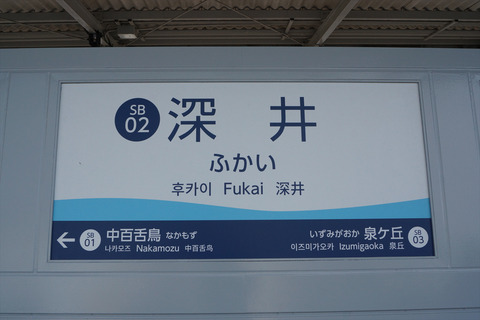 SB 02 深井
ふかい
후카이 Fukai 深井
← SB 01 中百舌鳥 なかもず
나카모즈 Nakamozu 中百舌鸟
いずみがおか 泉ケ丘 SB 03
이즈미가오카 Izumigaoka 泉丘